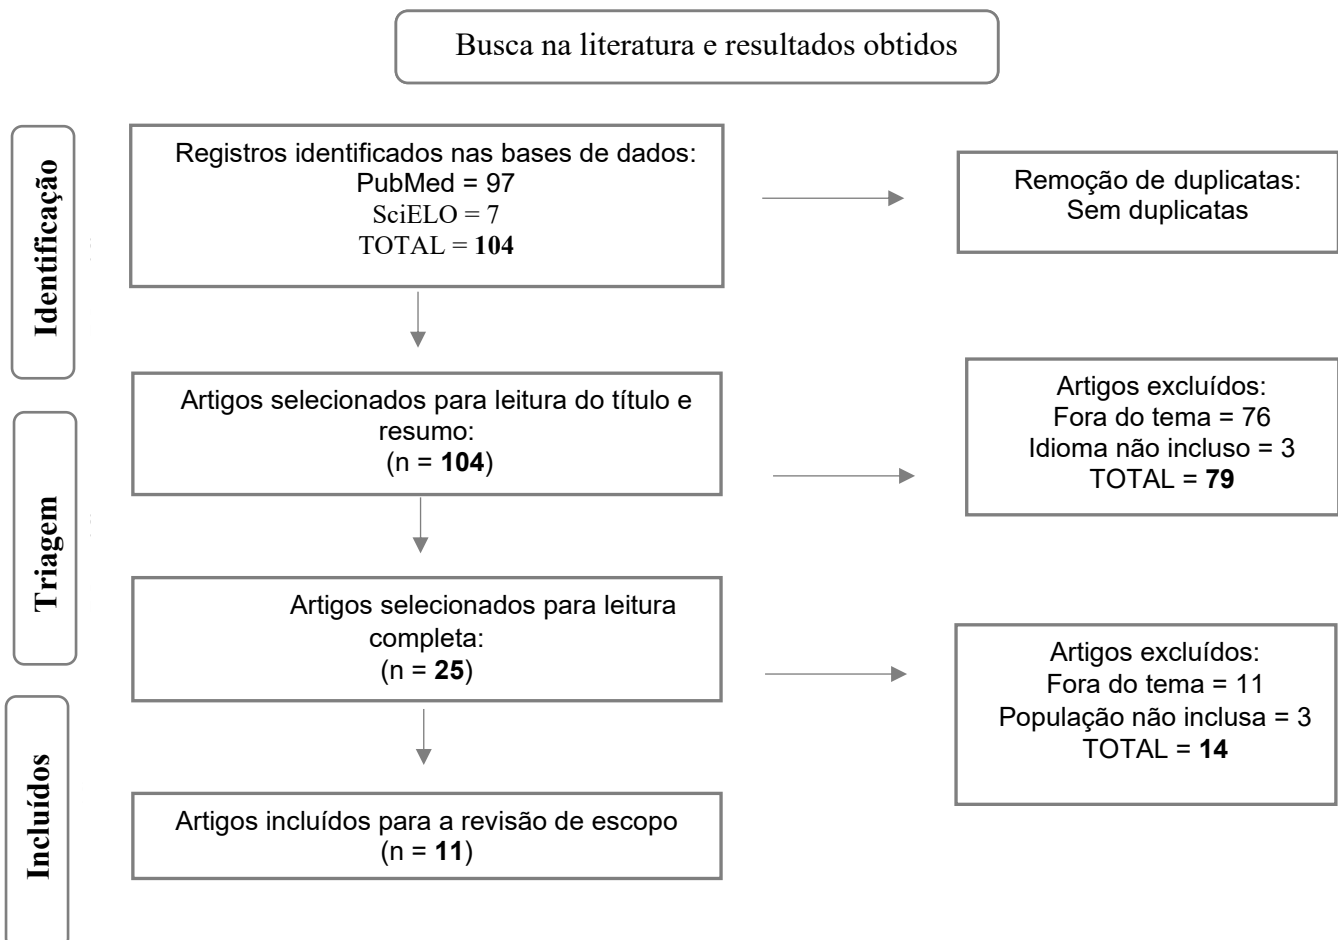 Busca na literatura e resultados obtidos
Identificação
Registros identificados nas bases de dados:
PubMed = 97
SciELO = 7
TOTAL = 104
Remoção de duplicatas:
Sem duplicatas
Triagem
Artigos selecionados para leitura do título e
resumo:
(n = 104)
Artigos excluídos:
Fora do tema = 76
Idioma não incluso = 3
TOTAL = 79
Artigos selecionados para leitura
completa:
(n = 25)
Artigos excluídos:
Fora do tema = 11
População não inclusa = 3
TOTAL = 14
Incluídos
Artigos incluídos para a revisão de escopo
(n = 11)